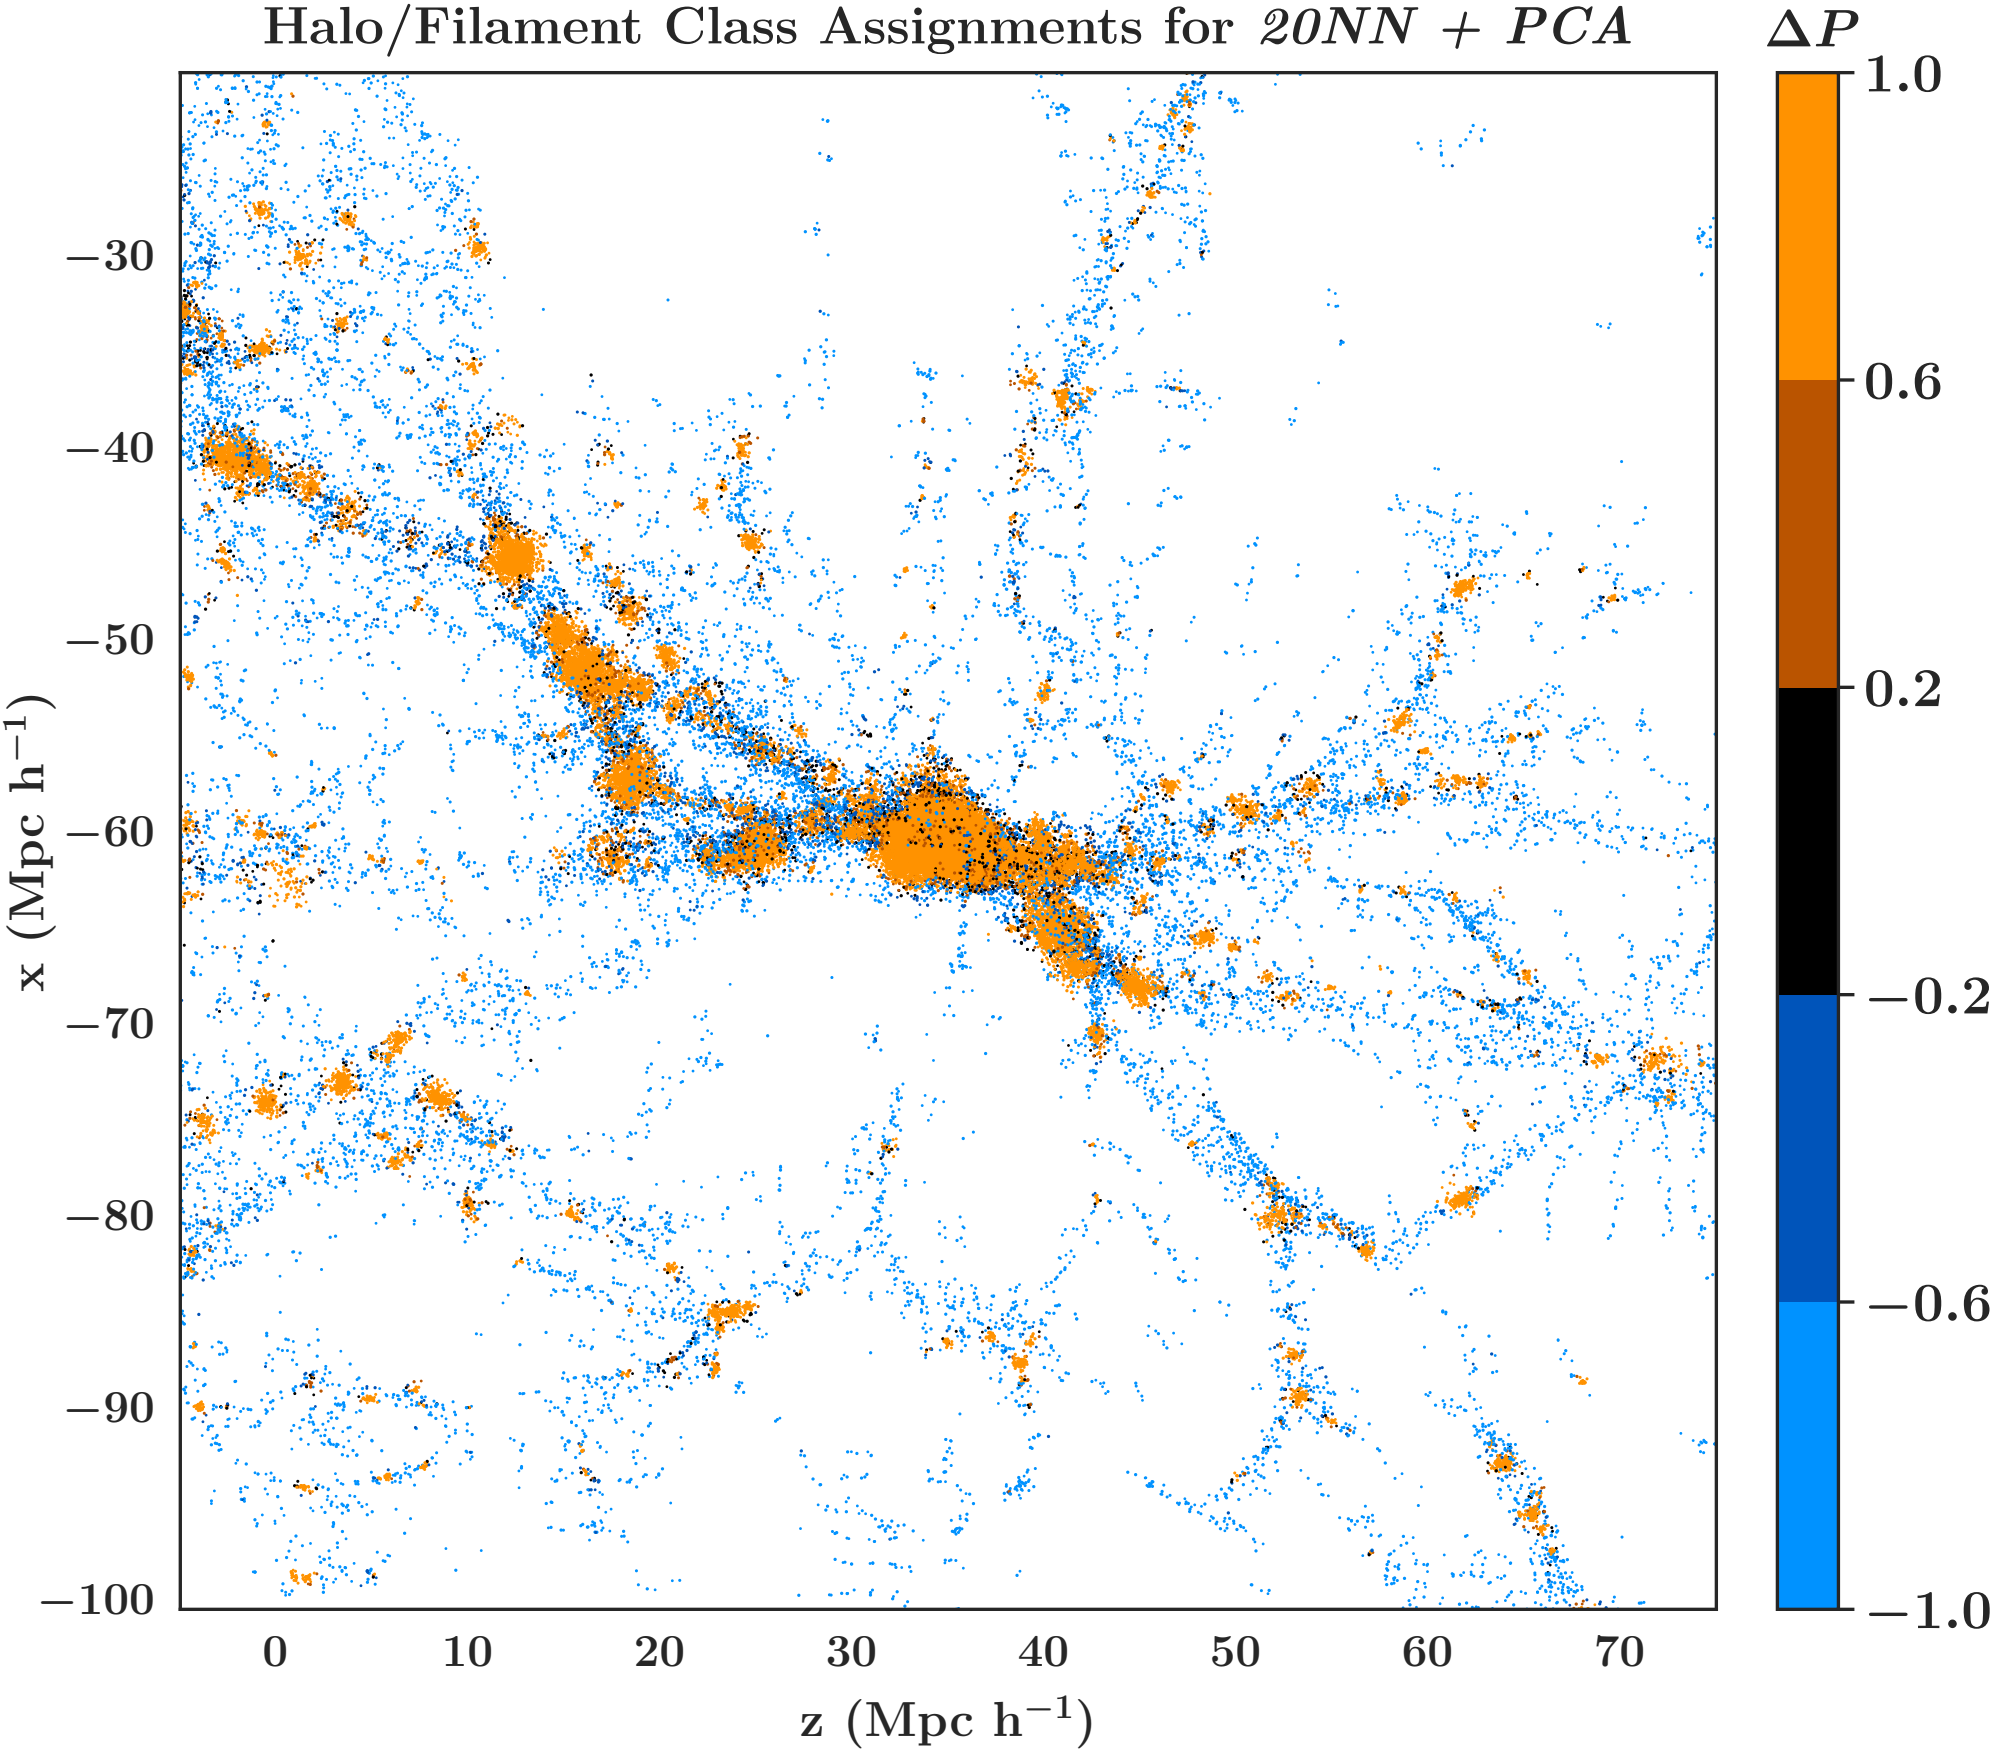 Halo/Filament Class Assignments for 20NN + PCA
ΔP
1.0
0.6
0.2
−0.2
−0.6
−1.0
x (Mpc h⁻¹)
−30
−40
−50
−60
−70
−80
−90
−100
0 10 20 30 40 50 60 70
z (Mpc h⁻¹)